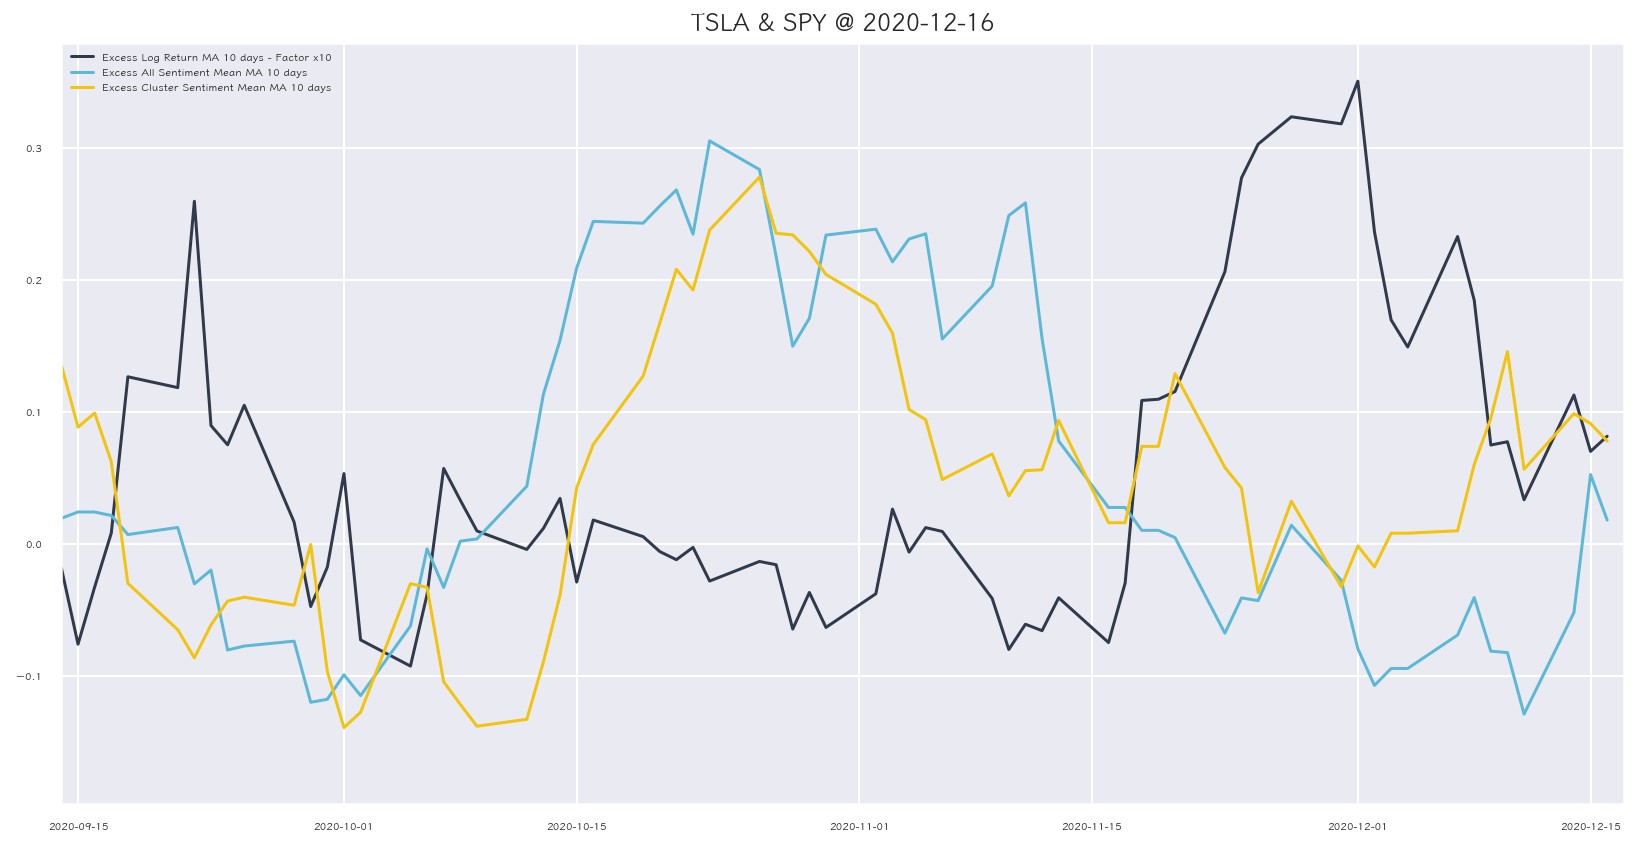 TSLA & SPY @ 2020-12-16
Excess Log Return MA 10 days - Factor x10
Excess All Sentiment Mean MA 10 days
Excess Cluster Sentiment Mean MA 10 days
0.3
0.2
0.1
0.0
−0.1
2020-09-15 2020-10-01 2020-10-15 2020-11-01 2020-11-15 2020-12-01 2020-12-15